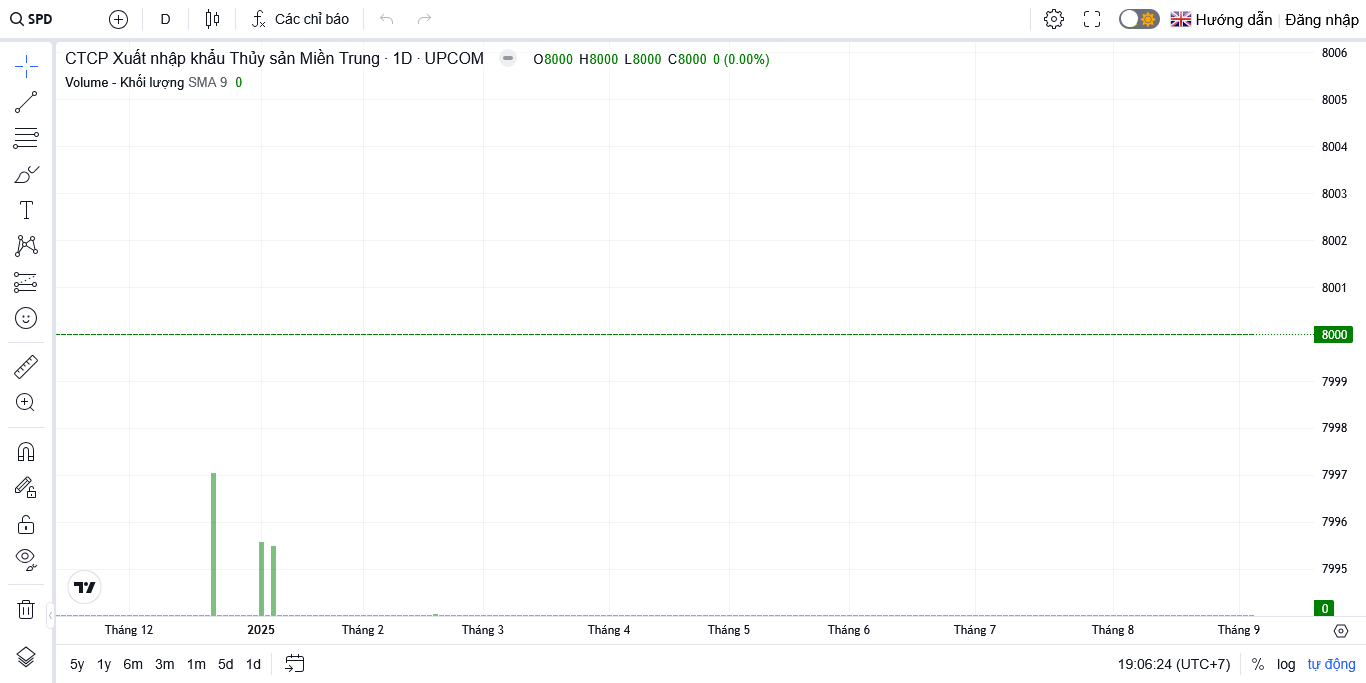 SPD D Các chỉ báo Hướng dẫn Đăng nhập
CTCP Xuất nhập khẩu Thủy sản Miền Trung · 1D · UPCOM O8000 H8000 L8000 C8000 0 (0.00%)
Volume - Khối lượng SMA 9 0
8006
8005
8004
8003
8002
8001
8000
7999
7998
7997
7996
7995
0
Tháng 12 2025 Tháng 2 Tháng 3 Tháng 4 Tháng 5 Tháng 6 Tháng 7 Tháng 8 Tháng 9
5y 1y 6m 3m 1m 5d 1d 19:06:24 (UTC+7) % log tự động